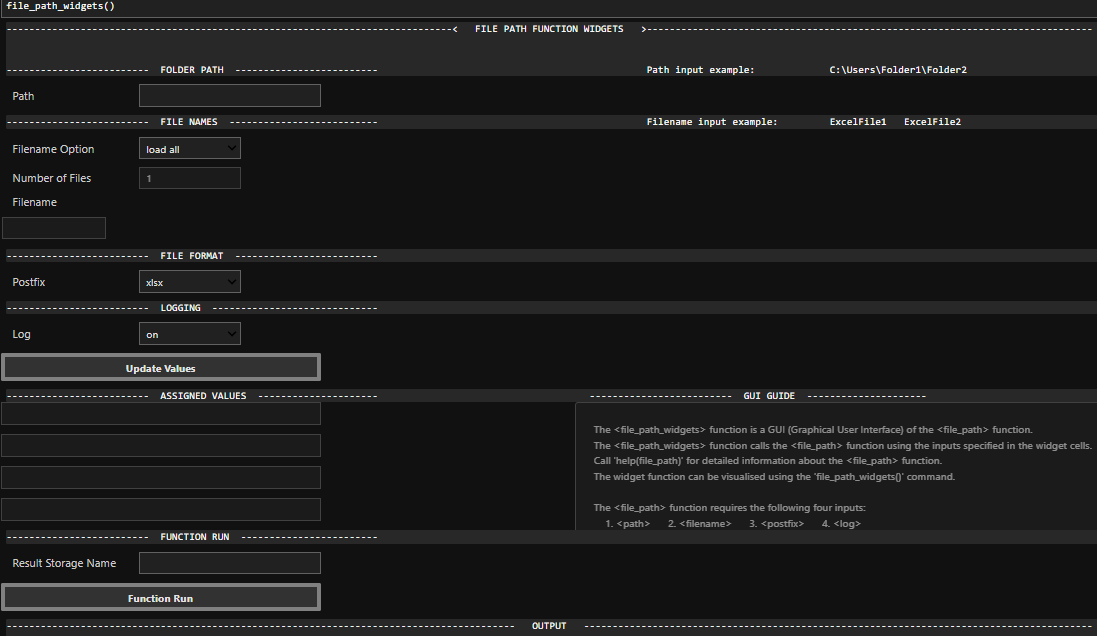 file_path_widgets()
-------------------------------------------------------------------------------< FILE PATH FUNCTION WIDGETS >-------------------------------------------------------------------------------
------------------------- FOLDER PATH ------------------------- Path input example: C:\Users\Folder1\Folder2
Path
------------------------- FILE NAMES -------------------------- Filename input example: ExcelFile1 ExcelFile2
Filename Option load all
Number of Files 1
Filename
------------------------- FILE FORMAT -------------------------
Postfix xlsx
------------------------- LOGGING -----------------------------
Log on
Update Values
------------------------- ASSIGNED VALUES --------------------- ------------------------- GUI GUIDE ---------------------
The <file_path_widgets> function is a GUI (Graphical User Interface) of the <file_path> function.
The <file_path_widgets> function calls the <file_path> function using the inputs specified in the widget cells.
Call 'help(file_path)' for detailed information about the <file_path> function.
The widget function can be visualised using the 'file_path_widgets()' command.
The <file_path> function requires the following four inputs:
1. <path> 2. <filename> 3. <postfix> 4. <log>
------------------------- FUNCTION RUN ------------------------
Result Storage Name
Function Run
----------------------------------------------------------------------------------------- OUTPUT -----------------------------------------------------------------------------------------